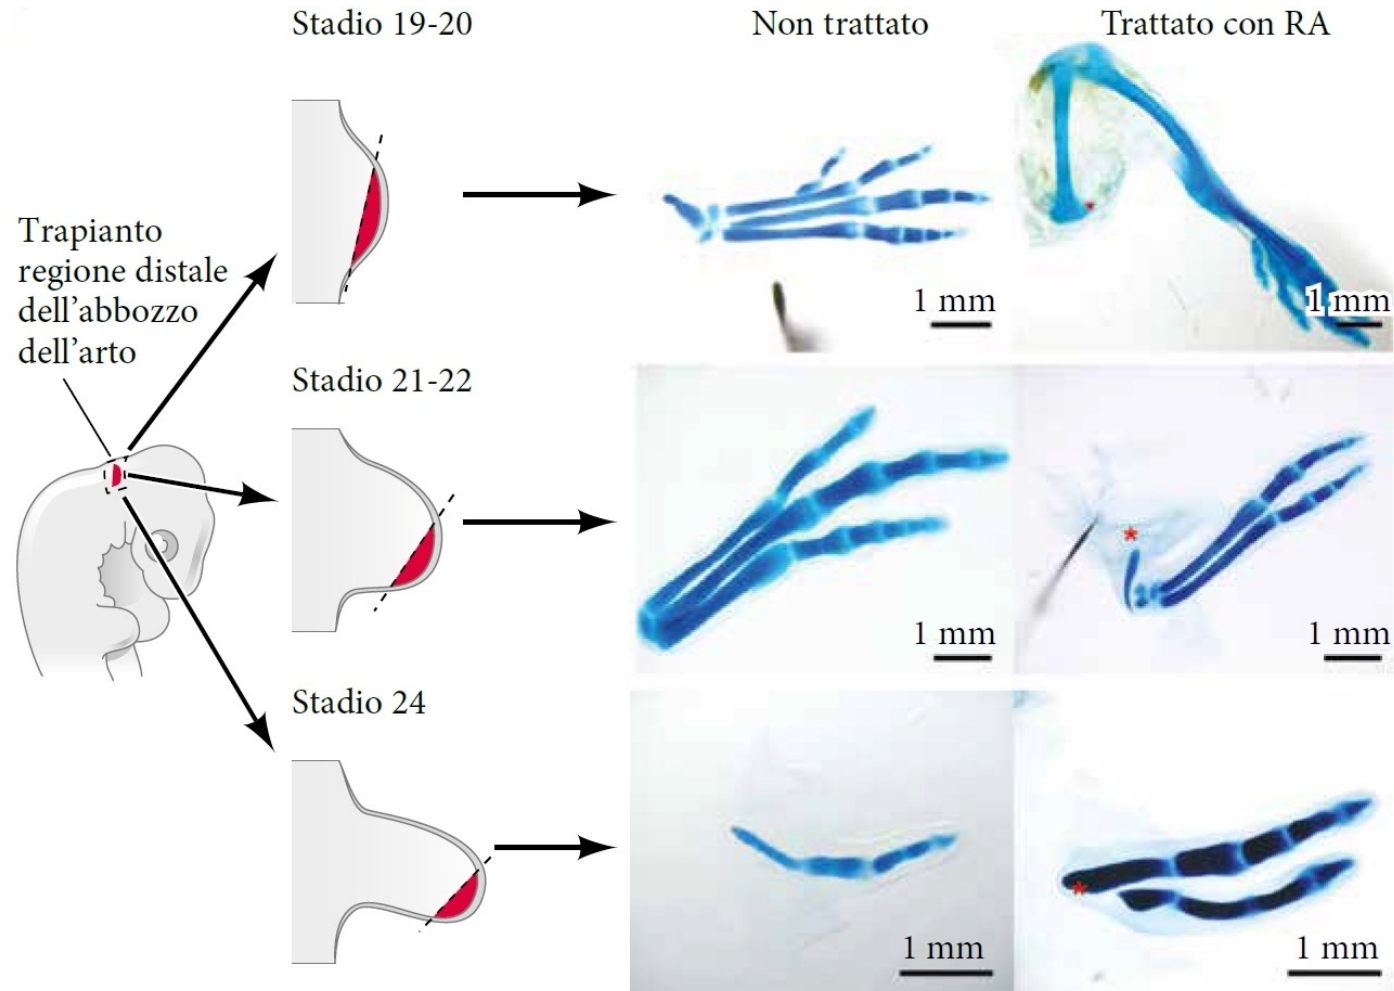 Stadio 19-20
Non trattato
Trattato con RA
Trapianto
regione distale
dell'abbozzo
dell'arto
1 mm
1 mm
Stadio 21-22
*
1 mm
1 mm
Stadio 24
*
1 mm
1 mm